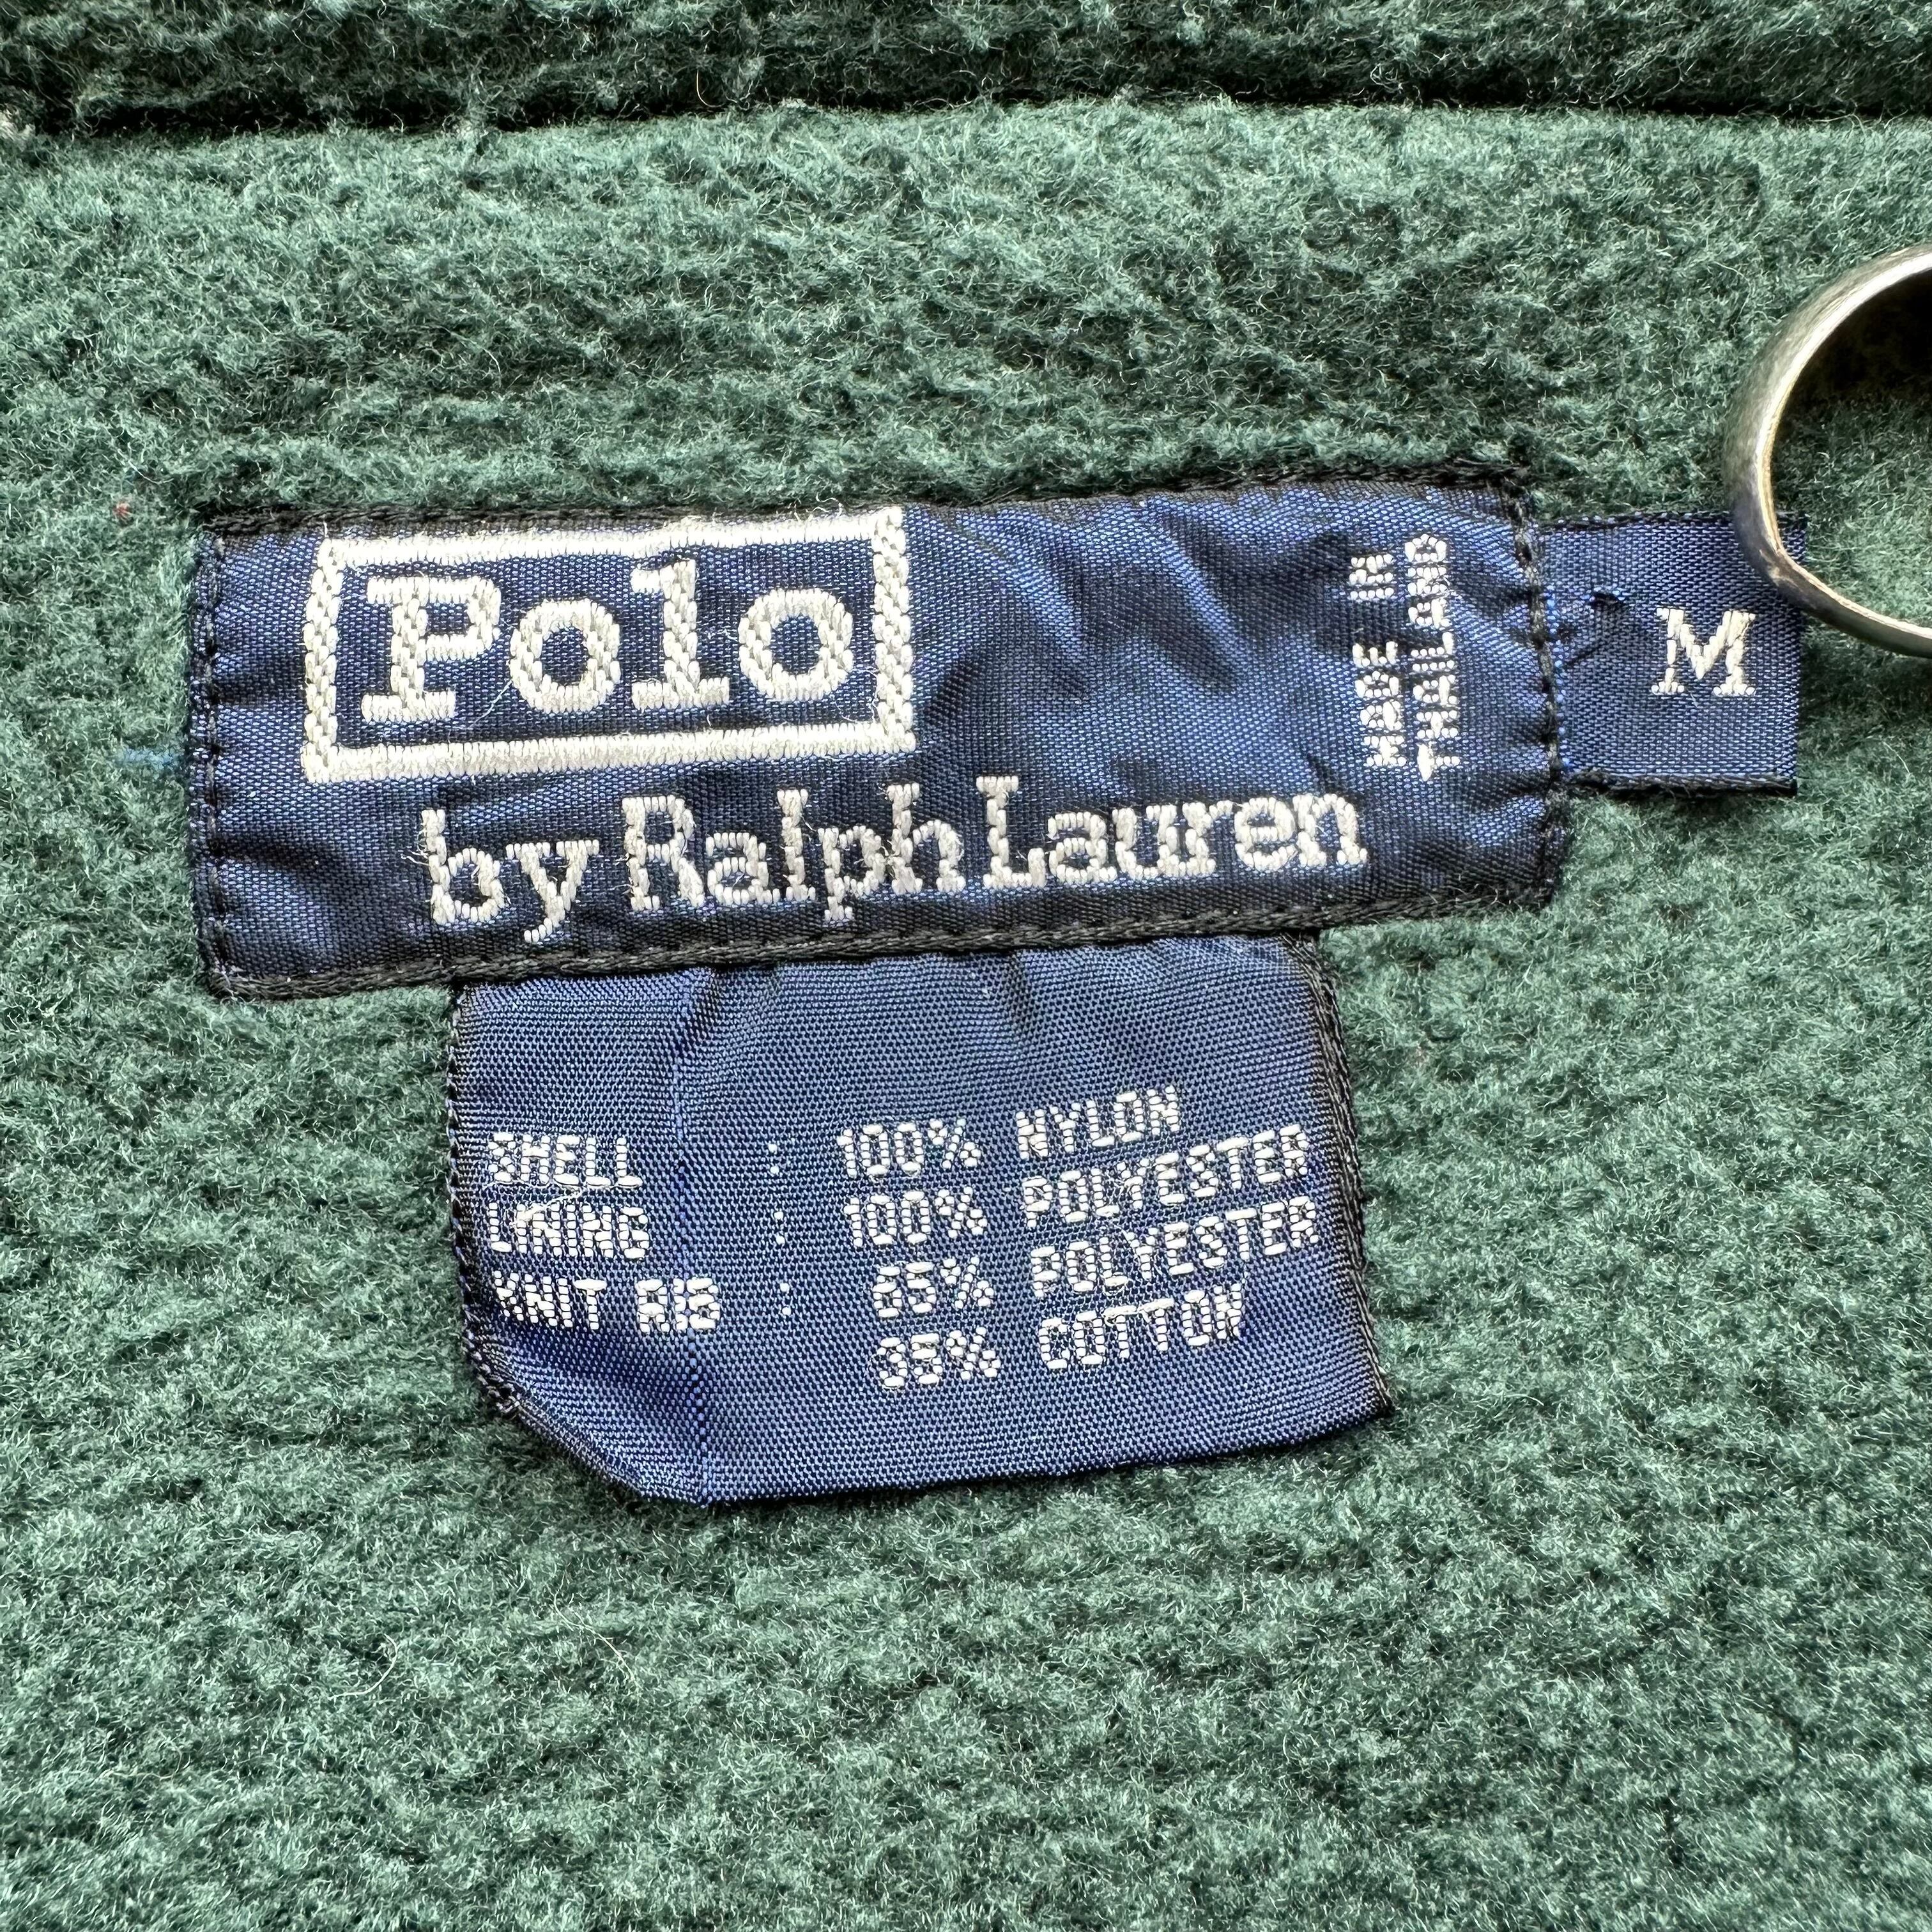 Polo
by Ralph Lauren
MADE IN
THAILAND
M
SHELL : 100% NYLON
LINING : 100% POLYESTER
KNIT RIB : 65% POLYESTER
35% COTTON